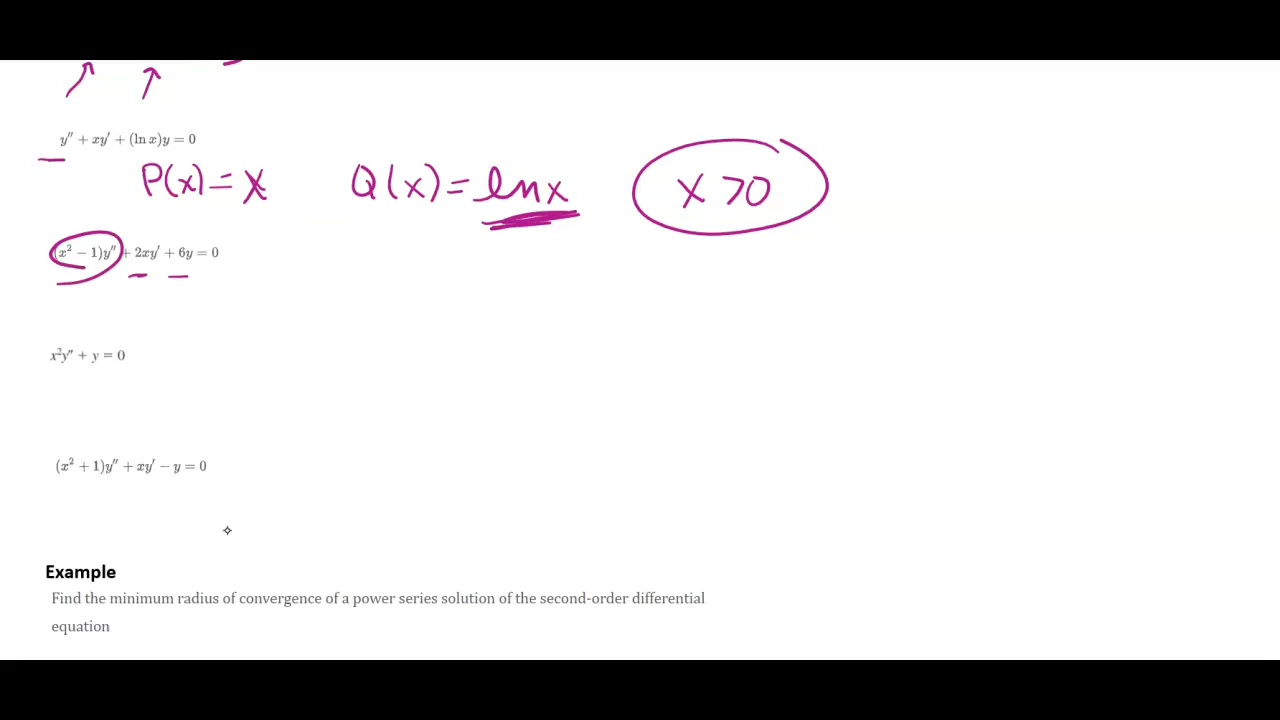 y″ + xy′ + (ln x)y = 0
P(x) = x Q(x) = ln x x > 0
(x² − 1)y″ + 2xy′ + 6y = 0
x²y″ + y = 0
(x² + 1)y″ + xy′ − y = 0
Example
Find the minimum radius of convergence of a power series solution of the second-order differential
equation